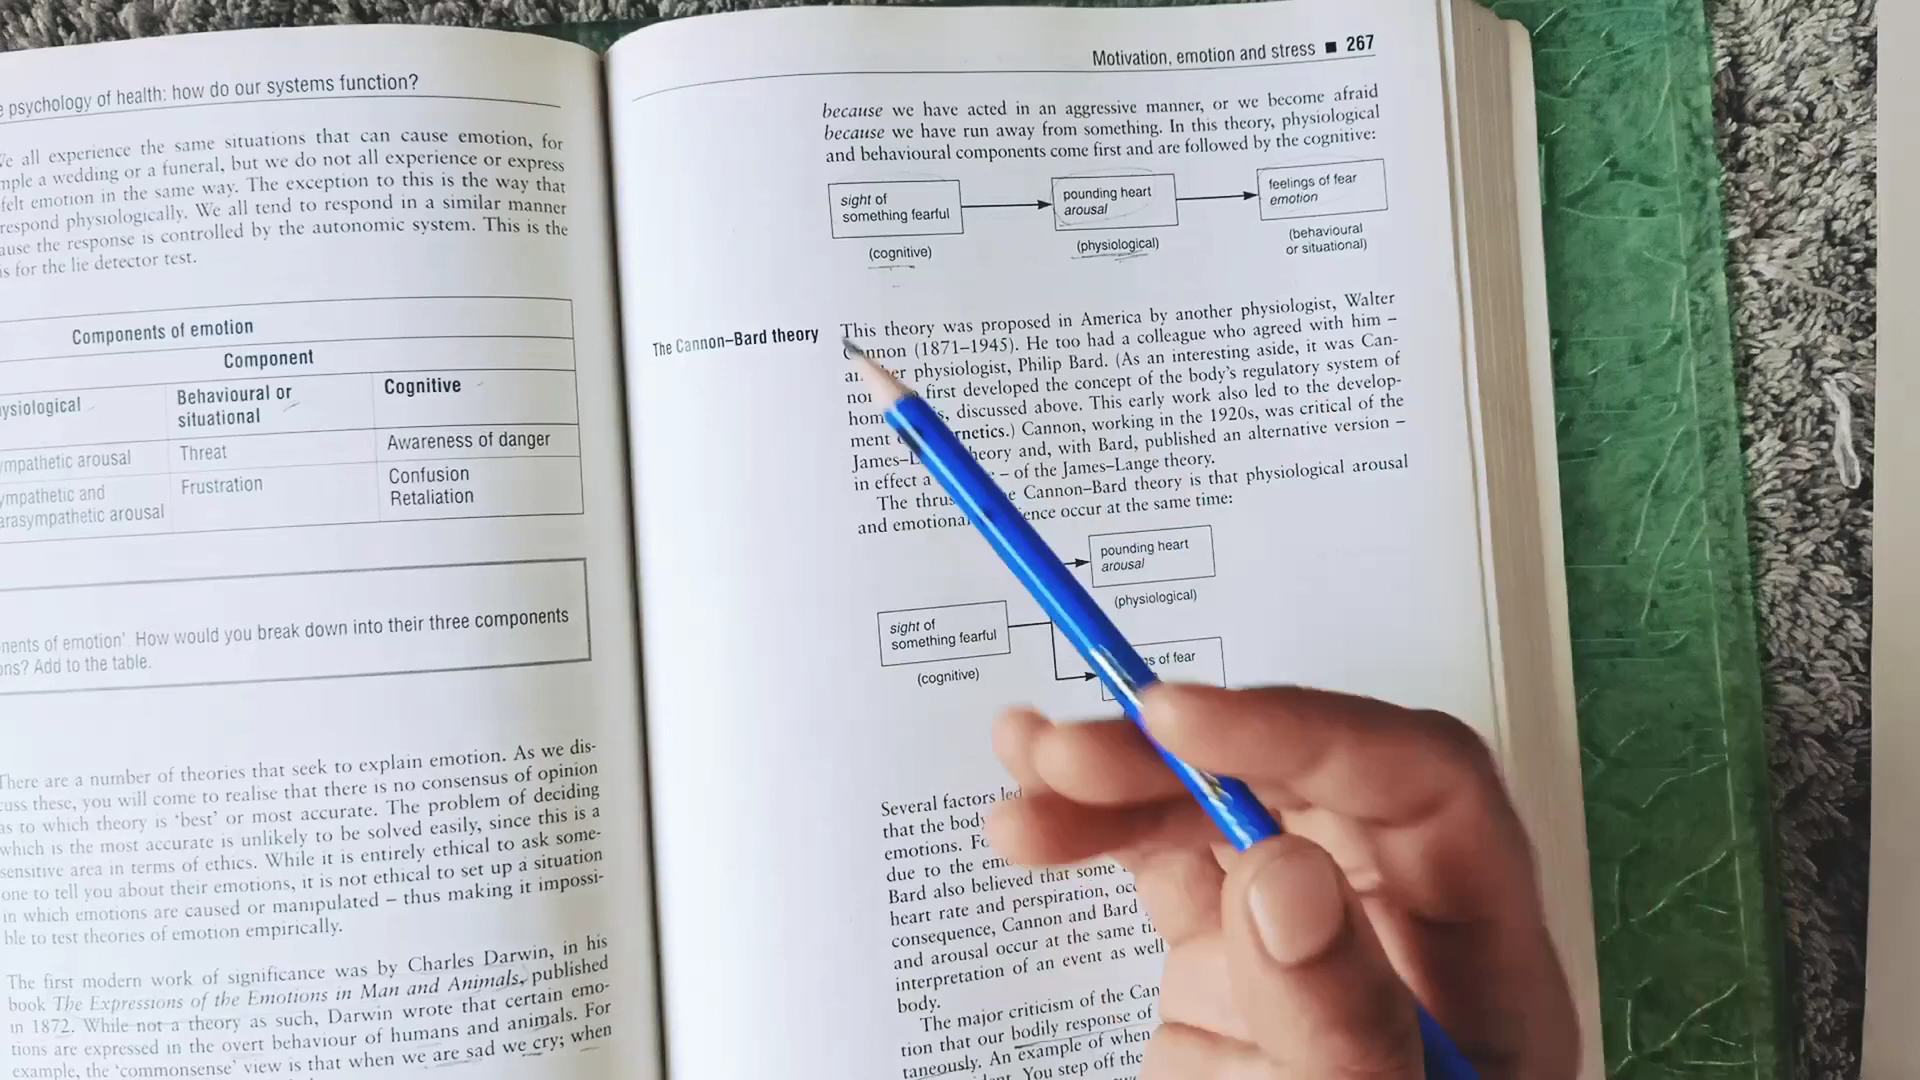 psychology of health: how do our systems function?
We all experience the same situations that can cause emotion, for
a wedding or a funeral, but we do not all experience or express
felt emotion in the same way. The exception to this is the way that
respond physiologically. We all tend to respond in a similar manner
the response is controlled by the autonomic system. This is the
for the lie detector test.
Components of emotion
Component
Behavioural or
situational
Cognitive
arousal
Threat
Awareness of danger
and
arousal
Frustration
Confusion
Retaliation
of emotion'. How would you break down into their three components
Add to the table.
There are a number of theories that seek to explain emotion. As we dis-
cuss these, you will come to realise that there is no consensus of opinion
as to which theory is 'best' or most accurate. The problem of deciding
which is the most accurate is unlikely to be solved easily, since this is a
sensitive area in terms of ethics. While it is entirely ethical to ask some-
one to tell you about their emotions, it is not ethical to set up a situation
in which emotions are caused or manipulated – thus making it impossi-
ble to test theories of emotion empirically.
The first modern work of significance was by Charles Darwin, in his
book The Expressions of the Emotions in Man and Animals, published
in 1872. While not a theory as such, Darwin wrote that certain emo-
tions are expressed in the overt behaviour of humans and animals. For
example, the 'commonsense' view is that when we are sad we cry; when
Motivation, emotion and stress ■ 267
because we have acted in an aggressive manner, or we become afraid
because we have run away from something. In this theory, physiological
and behavioural components come first and are followed by the cognitive:
sight of
something fearful
(cognitive)
pounding heart
arousal
(physiological)
feelings of fear
emotion
(behavioural
or situational)
The Cannon–Bard theory
This theory was proposed in America by another physiologist, Walter
Cannon (1871–1945). He too had a colleague who agreed with him –
physiologist, Philip Bard. (As an interesting aside, it was Can-
first developed the concept of the body's regulatory system of
discussed above. This early work also led to the develop-
ment Cannon, working in the 1920s, was critical of the
James– theory and, with Bard, published an alternative version –
in effect a – of the James–Lange theory.
The Cannon–Bard theory is that physiological arousal
and emotional occur at the same time:
pounding heart
arousal
(physiological)
sight of
something fearful
(cognitive)
of fear
Several factors led
that the body
emotions.
due to the
Bard also believed that some
heart rate and perspiration,
consequence, Cannon and Bard
and arousal occur at the same
interpretation of an event as well
body.
The major criticism of the
tion that our bodily response of
taneously. An example of when
You step off the